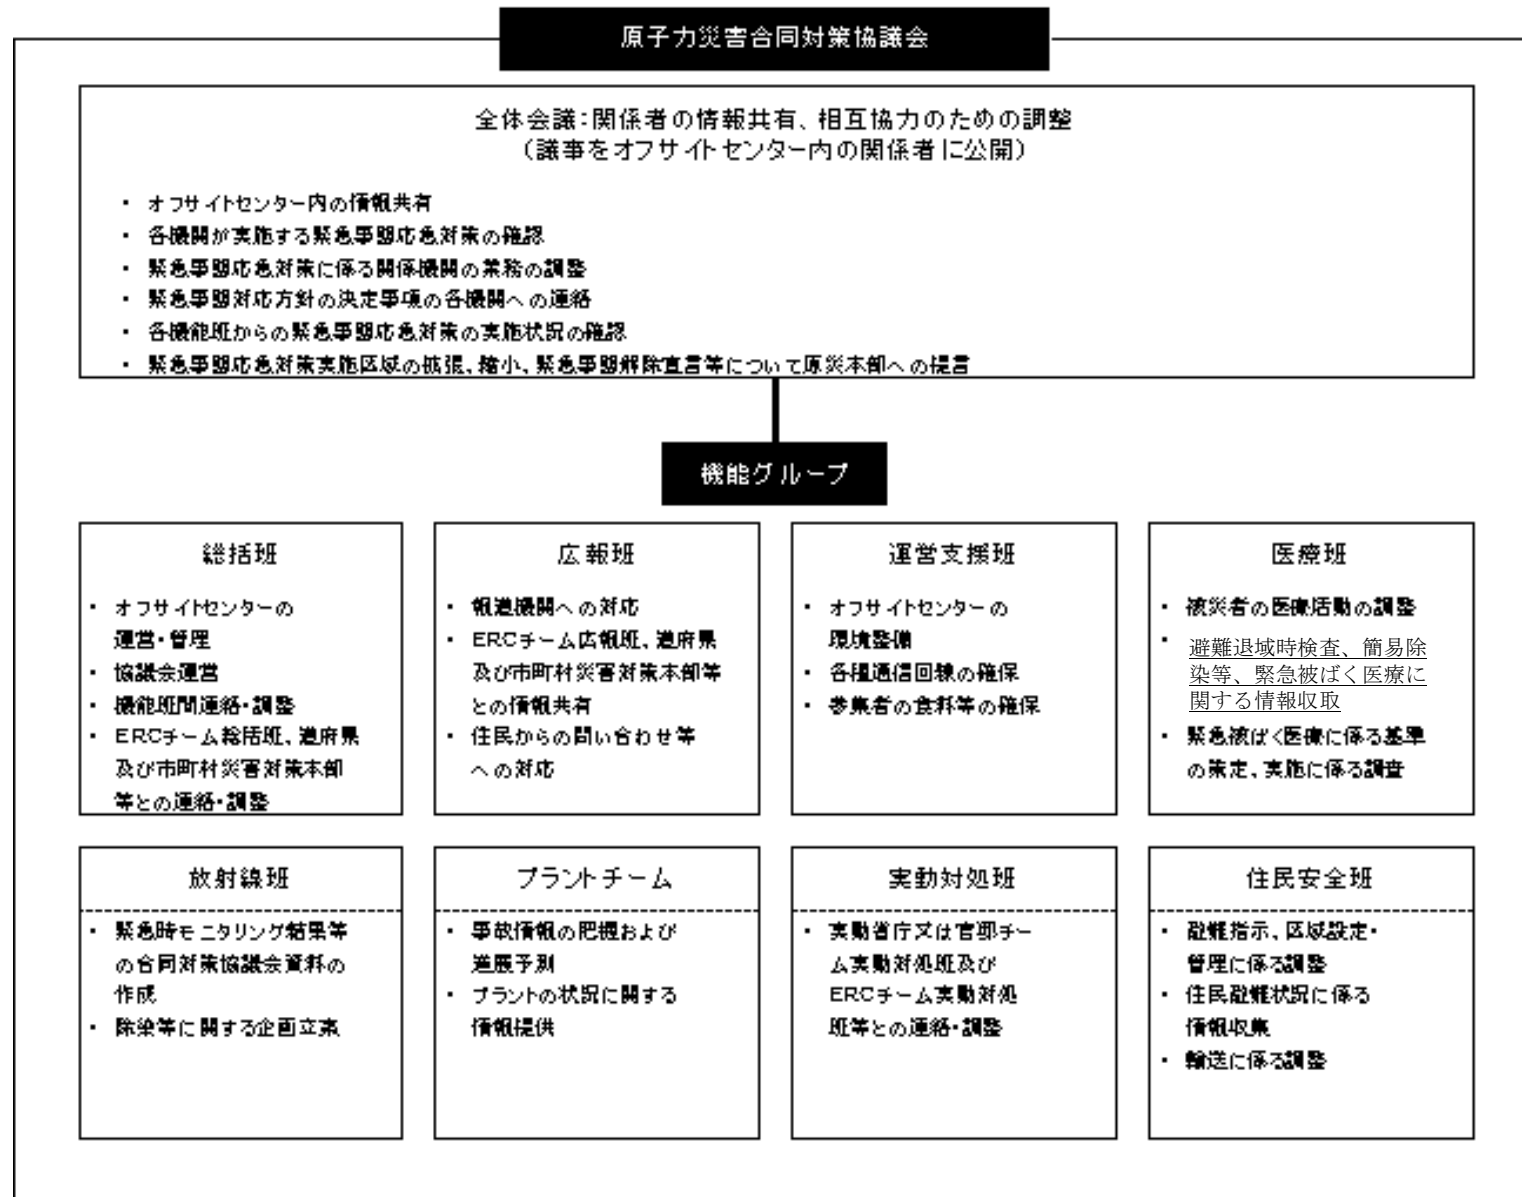 原子力災害合同対策協議会
全体会議：関係者の情報共有、相互協力のための調整
（議事をオフサイトセンター内の関係者に公開）
・ オフサイトセンター内の情報共有
・ 各機関が実施する緊急事態応急対策の確認
・ 緊急事態応急対策に係る関係機関の業務の調整
・ 緊急事態対応方針の決定事項の各機関への連絡
・ 各機能班からの緊急事態応急対策の実施状況の確認
・ 緊急事態応急対策実施区域の拡張、縮小、緊急事態解除宣言等について原災本部への提言
機能グループ
総括班
・ オフサイトセンターの
運営・管理
・ 協議会運営
・ 機能班間連絡・調整
・ ERCチーム総括班、道府県
及び市町村災害対策本部
等との連絡・調整
広報班
・ 報道機関への対応
・ ERCチーム広報班、道府県
及び市町村災害対策本部等
との情報共有
・ 住民からの問い合わせ等
への対応
運営支援班
・ オフサイトセンターの
環境整備
・ 各種通信回線の確保
・ 参集者の食料等の確保
医療班
・ 被災者の医療活動の調整
・ 避難退域時検査、簡易除
染等、緊急被ばく医療に
関する情報収取
・ 緊急被ばく医療に係る基準
の策定、実施に係る調査
放射線班
・ 緊急時モニタリング結果等
の合同対策協議会資料の
作成
・ 除染等に関する企画立案
プラントチーム
・ 事故情報の把握および
進展予測
・ プラントの状況に関する
情報提供
実動対処班
・ 実動省庁又は官邸チー
ム実動対処班及び
ERCチーム実動対処
班等との連絡・調整
住民安全班
・ 避難指示、区域設定・
管理に係る調整
・ 住民避難状況に係る
情報収集
・ 輸送に係る調整